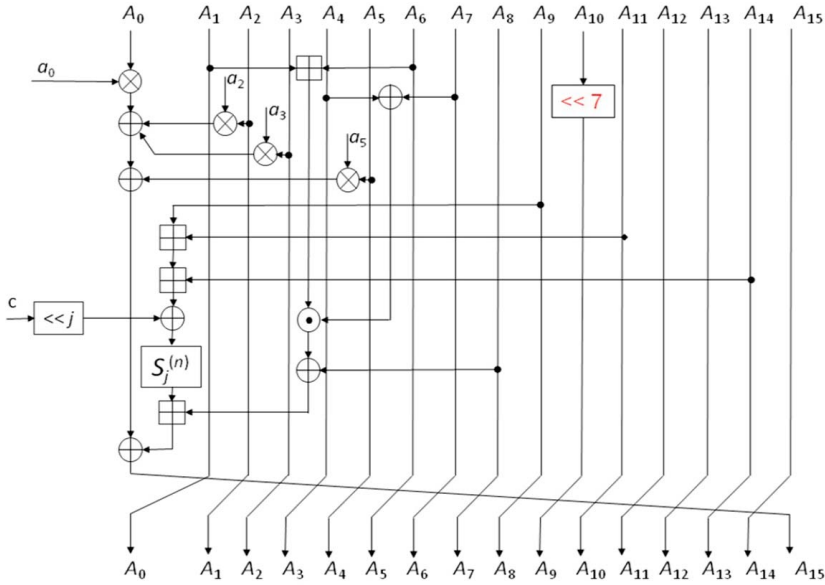 A₀ A₁ A₂ A₃ A₄ A₅ A₆ A₇ A₈ A₉ A₁₀ A₁₁ A₁₂ A₁₃ A₁₄ A₁₅
a₀
a₂
<< 7
a₃
a₅
c
<< j
Sⱼ⁽ⁿ⁾
A₀ A₁ A₂ A₃ A₄ A₅ A₆ A₇ A₈ A₉ A₁₀ A₁₁ A₁₂ A₁₃ A₁₄ A₁₅